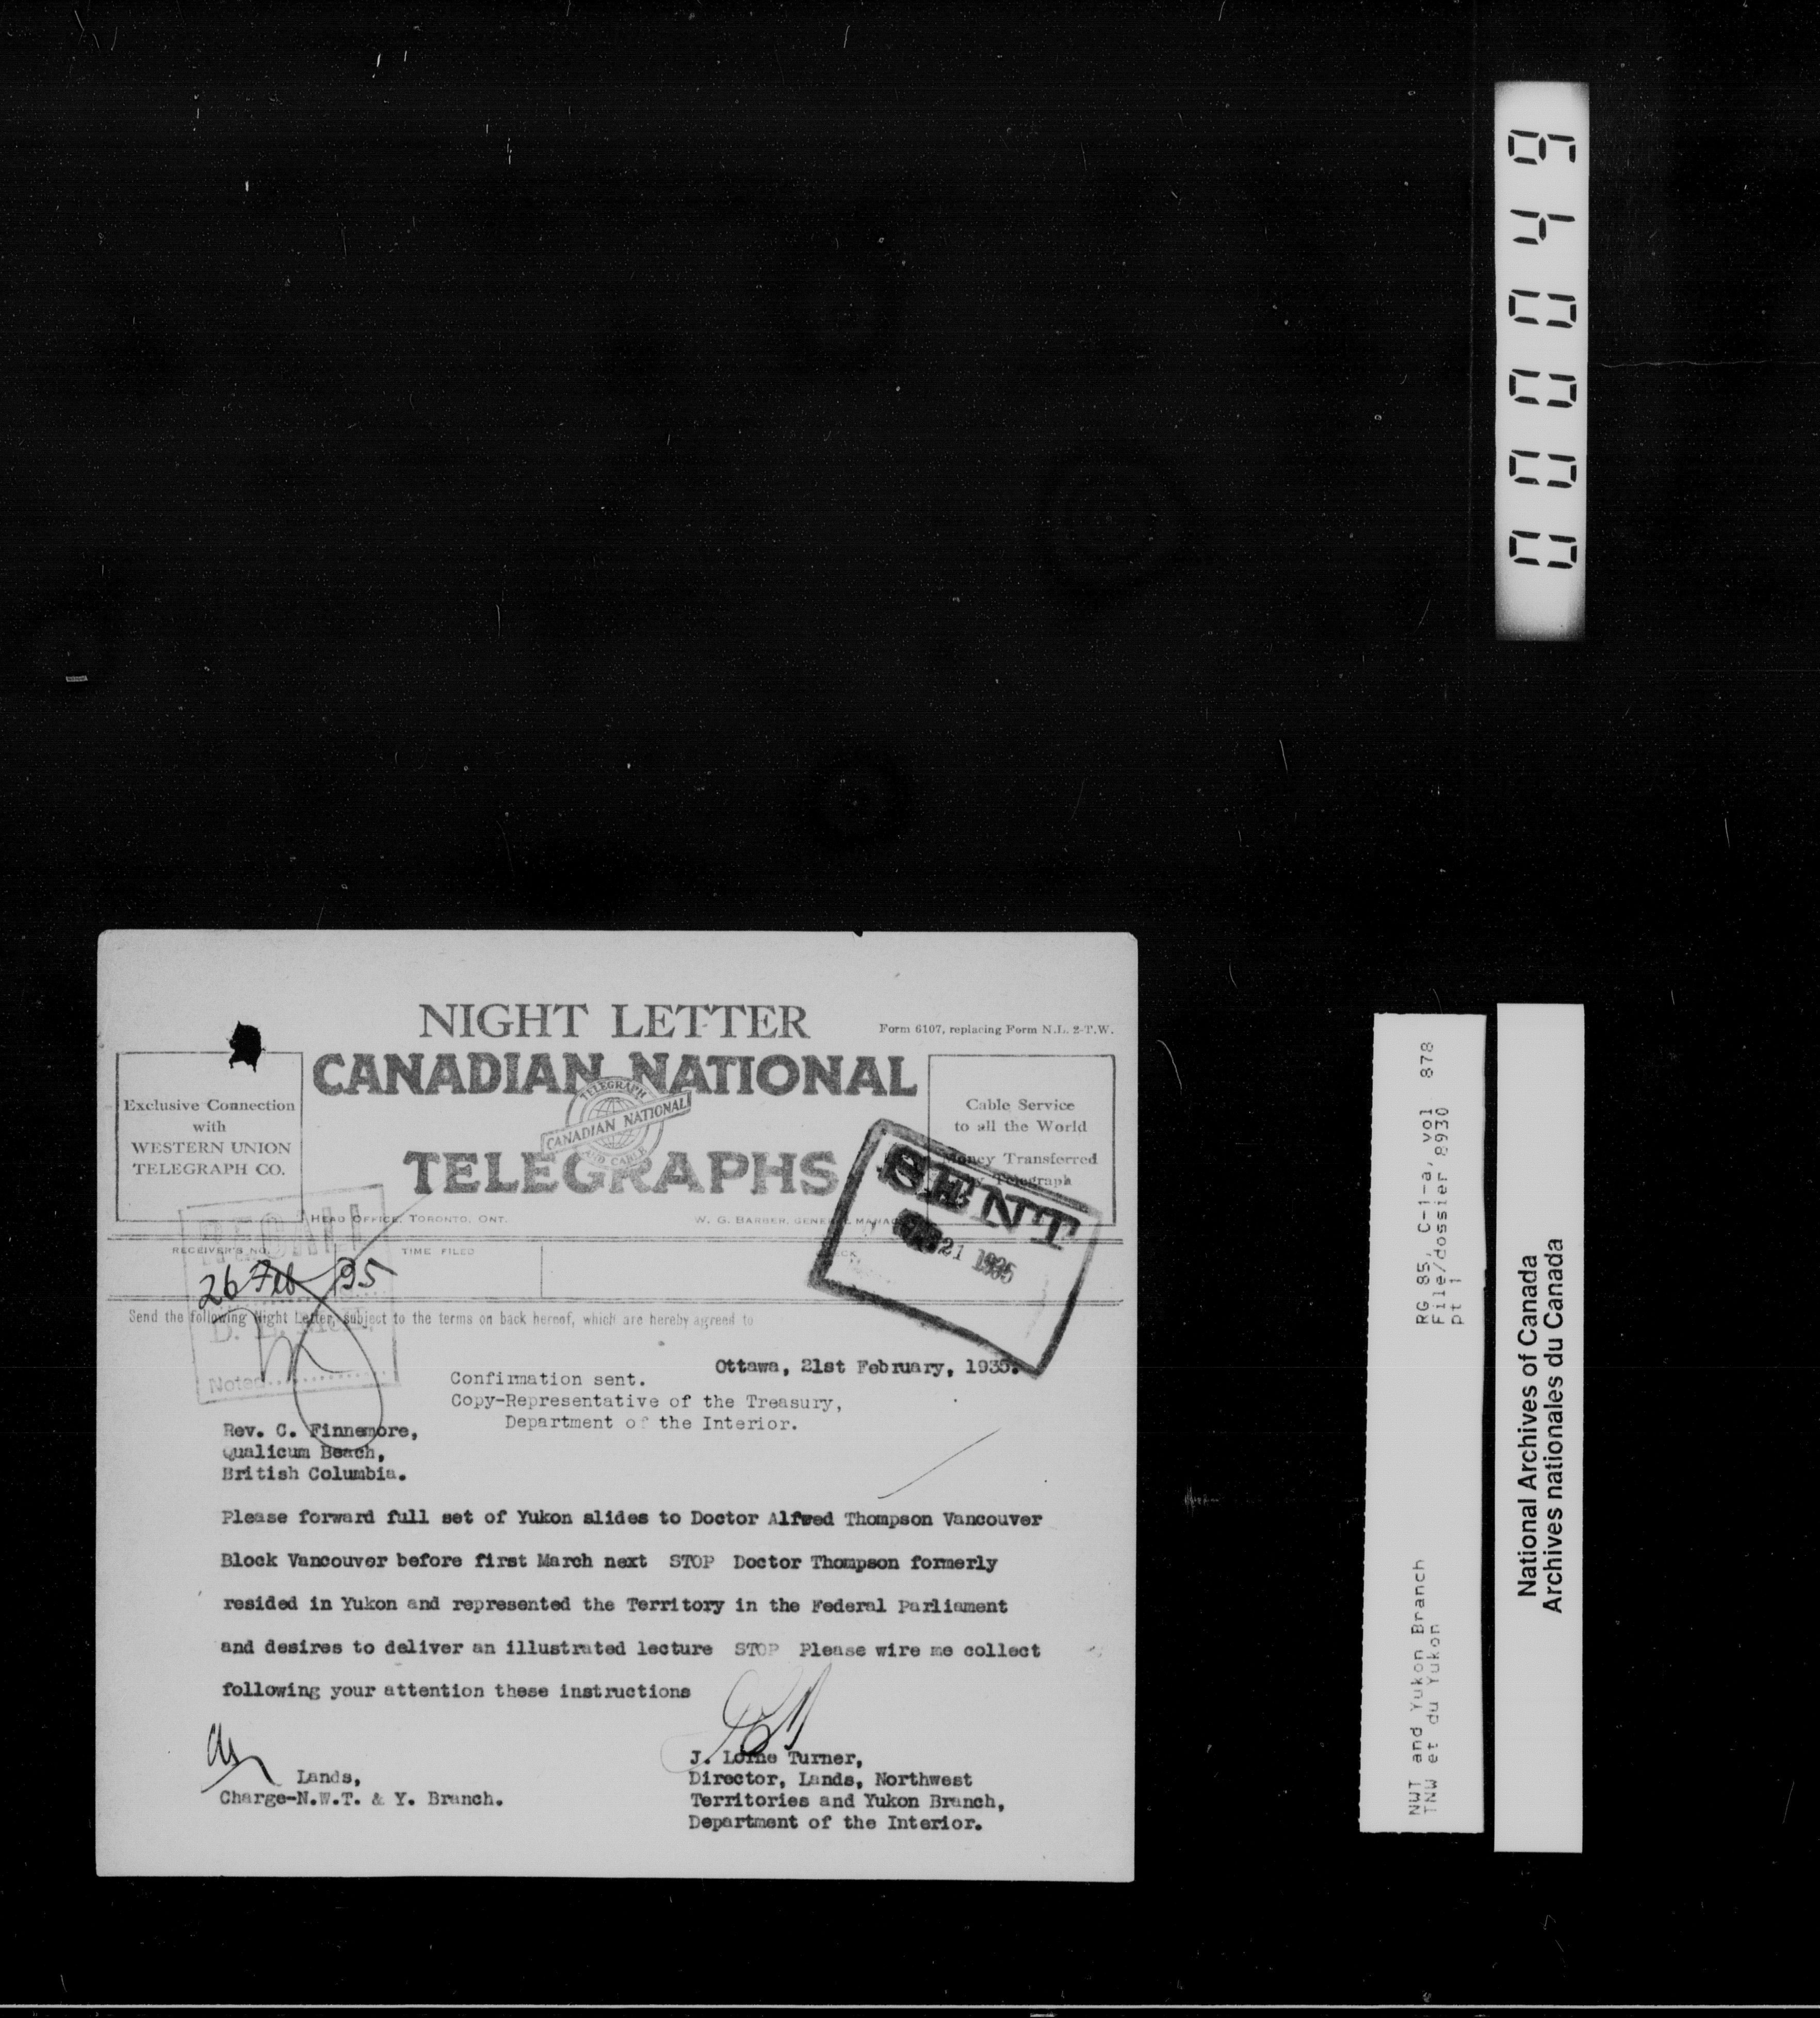 000049
NIGHT LETTER
Form 6107, replacing Form N.L. 2-T.W.
CANADIAN NATIONAL
TELEGRAPH
CANADIAN NATIONAL
AND CABLE
TELEGRAPHS
Exclusive Connection
with
WESTERN UNION
TELEGRAPH CO.
Cable Service
to all the World
Money Transferred
by Telegraph
HEAD OFFICE, TORONTO, ONT.
W. G. BARBER, GENERAL MANAGER
SENT
21 1935
RECALL
RECEIVER'S NO.
TIME FILED
26 Feb 35
Send the following Night Letter, subject to the terms on back hereof, which are hereby agreed to
Noted
Ottawa, 21st February, 1935.
Confirmation sent.
Copy-Representative of the Treasury,
Department of the Interior.
Rev. C. Finnemore,
Qualicum Beach,
British Columbia.
Please forward full set of Yukon slides to Doctor Alfred Thompson Vancouver
Block Vancouver before first March next STOP Doctor Thompson formerly
resided in Yukon and represented the Territory in the Federal Parliament
and desires to deliver an illustrated lecture STOP Please wire me collect
following your attention these instructions
J. Lorne Turner,
Director, Lands, Northwest
Territories and Yukon Branch,
Department of the Interior.
Lands,
Charge-N.W.T. & Y. Branch.
NWT and Yukon Branch
TNW et du Yukon
RG 85, C-1-a, vol 878
File/dossier 8930
pt 1
National Archives of Canada
Archives nationales du Canada